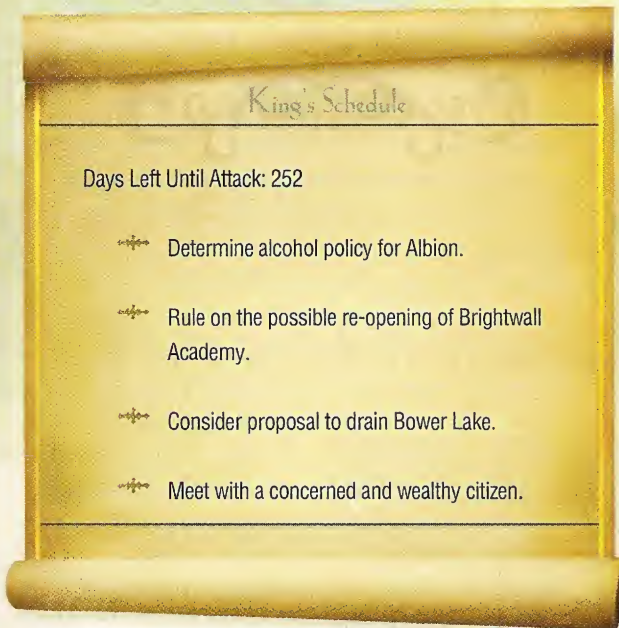 King's Schedule
Days Left Until Attack: 252
Determine alcohol policy for Albion.
Rule on the possible re-opening of Brightwall
Academy.
Consider proposal to drain Bower Lake.
Meet with a concerned and wealthy citizen.